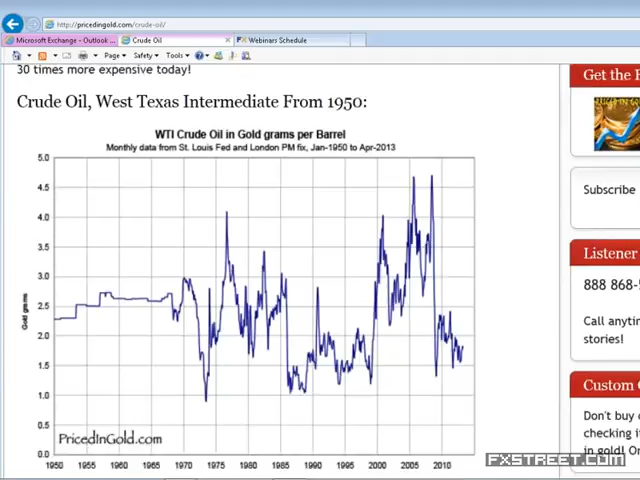 http://pricedingold.com/crude-oil/
Microsoft Exchange - Outlook ...
Crude Oil
Webinars Schedule
Page
Safety
Tools
30 times more expensive today!
Crude Oil, West Texas Intermediate From 1950:
WTI Crude Oil in Gold grams per Barrel
Monthly data from St. Louis Fed and London PM fix, Jan-1950 to Apr-2013
5.0
4.5
4.0
3.5
3.0
2.5
2.0
1.5
1.0
0.5
0.0
Gold grams
PricedInGold.com
1950 1955 1960 1965 1970 1975 1980 1985 1990 1995 2000 2005 2010
Get the
Subscribe
Listener
888 868-
Call anytim
stories!
Custom
Don't buy
checking i
in gold! O
FXSTREET.COM